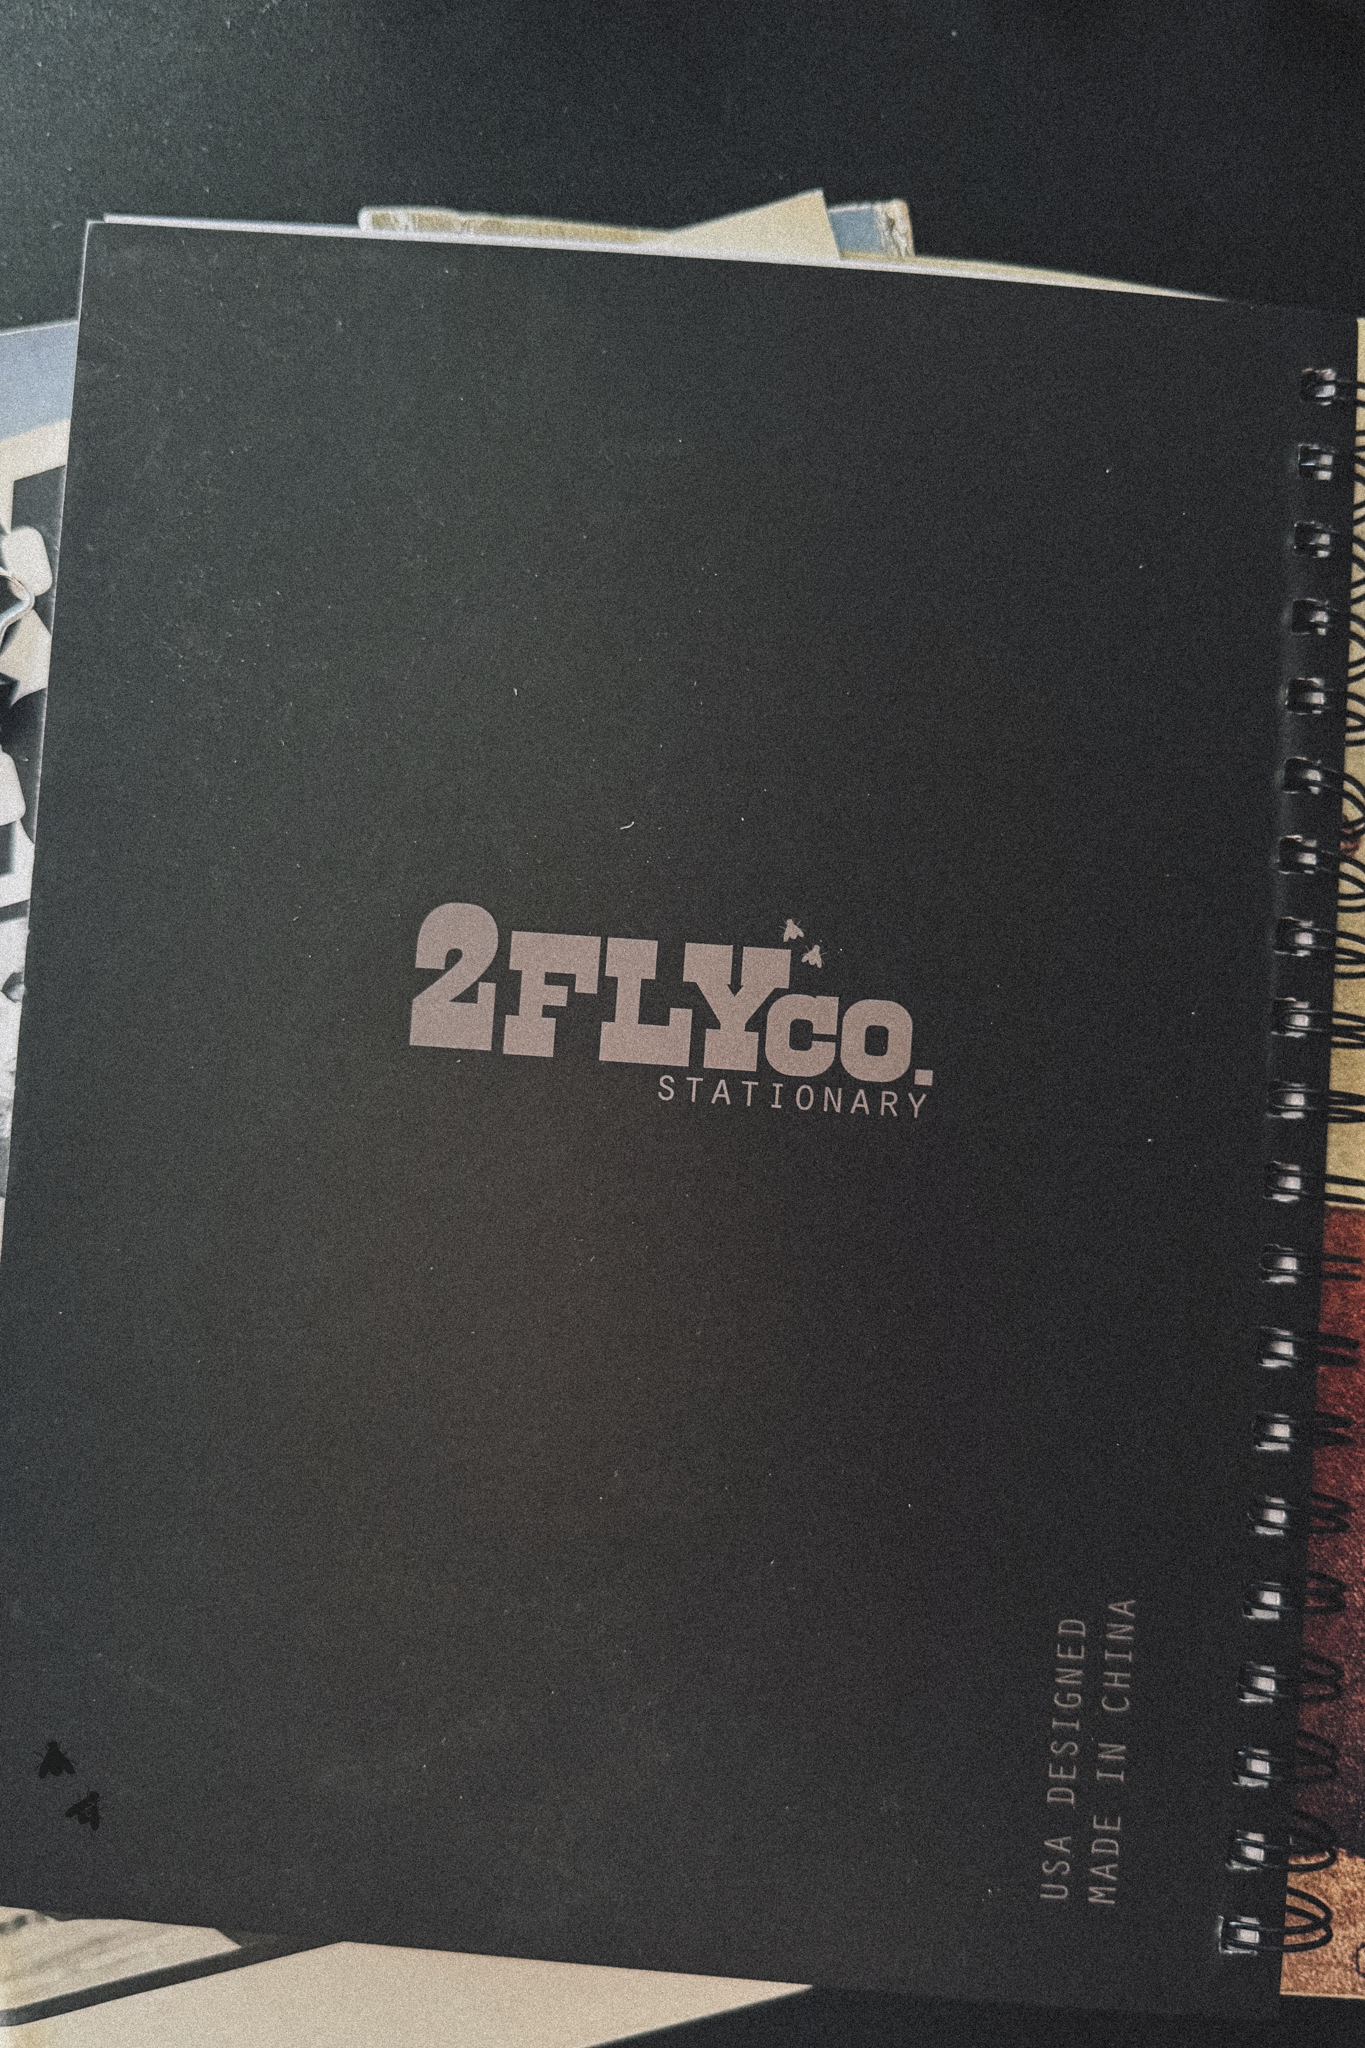 2FLYCO.
STATIONARY
USA DESIGNED
MADE IN CHINA